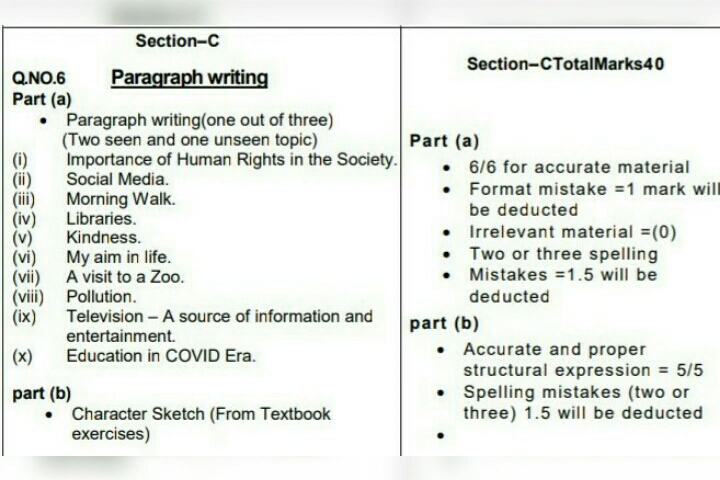 Section–C
Q.NO.6 Paragraph writing
Part (a)
• Paragraph writing(one out of three)
(Two seen and one unseen topic)
(i) Importance of Human Rights in the Society.
(ii) Social Media.
(iii) Morning Walk.
(iv) Libraries.
(v) Kindness.
(vi) My aim in life.
(vii) A visit to a Zoo.
(viii) Pollution.
(ix) Television – A source of information and
entertainment.
(x) Education in COVID Era.
part (b)
• Character Sketch (From Textbook
exercises)
Section–CTotalMarks40
Part (a)
• 6/6 for accurate material
• Format mistake =1 mark will
be deducted
• Irrelevant material =(0)
• Two or three spelling
• Mistakes =1.5 will be
deducted
part (b)
• Accurate and proper
structural expression = 5/5
• Spelling mistakes (two or
three) 1.5 will be deducted
•